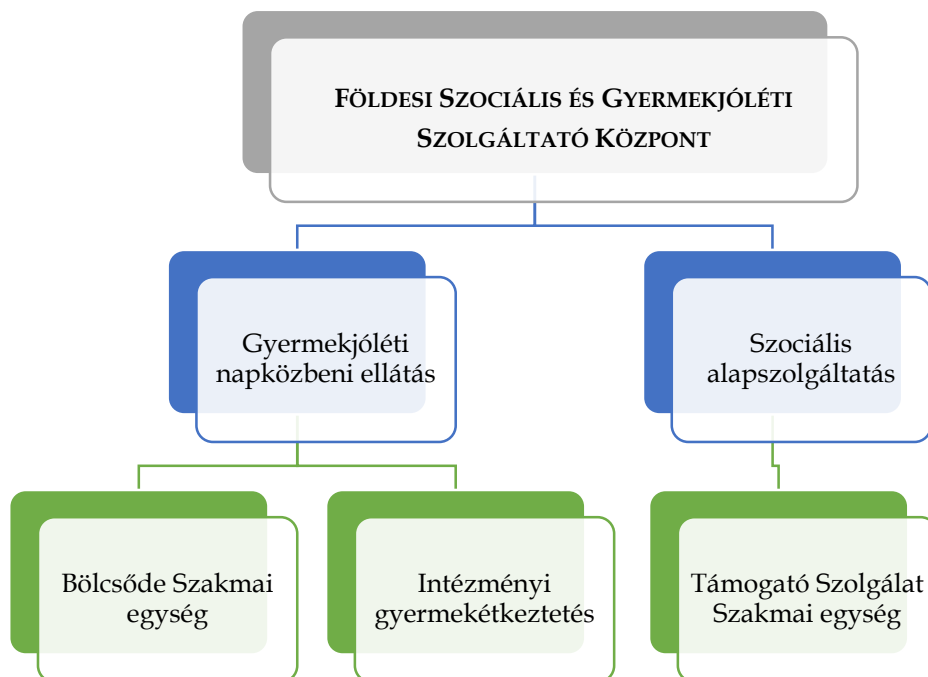 FÖLDESI SZOCIÁLIS ÉS GYERMEKJÓLÉTI
SZOLGÁLTATÓ KÖZPONT
Gyermekjóléti
napközbeni ellátás
Szociális
alapszolgáltatás
Bölcsőde Szakmai
egység
Intézményi
gyermekétkeztetés
Támogató Szolgálat
Szakmai egység